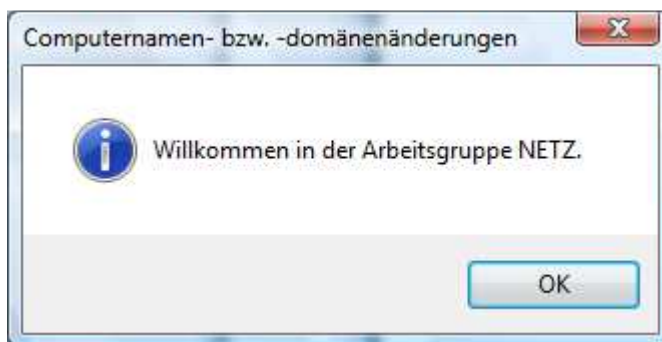 Computernamen- bzw. -domänenänderungen
Willkommen in der Arbeitsgruppe NETZ.
OK